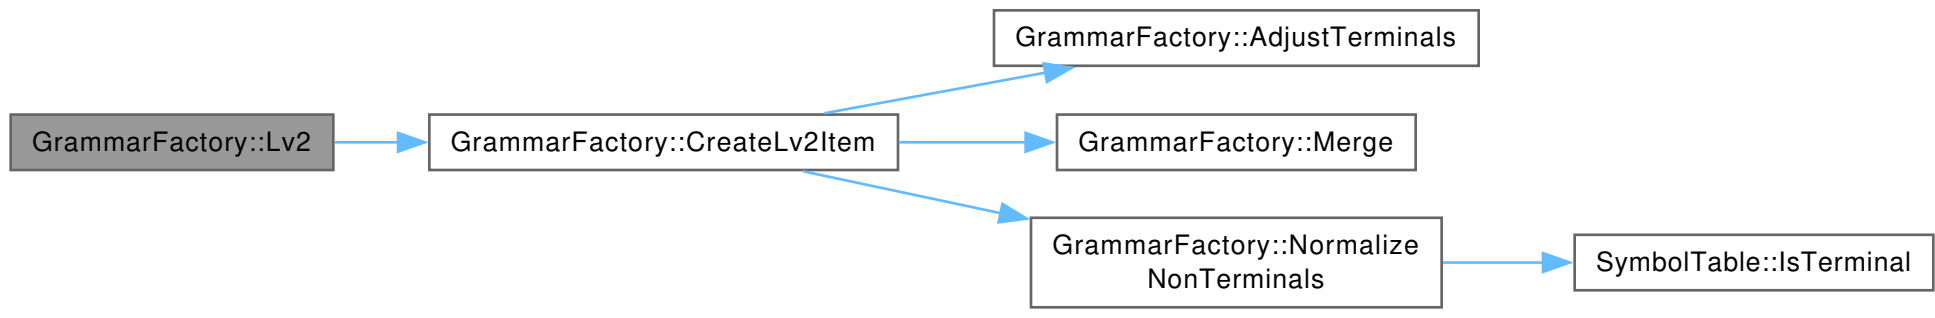 GrammarFactory::Lv2
GrammarFactory::CreateLv2Item
GrammarFactory::AdjustTerminals
GrammarFactory::Merge
GrammarFactory::Normalize
NonTerminals
SymbolTable::IsTerminal